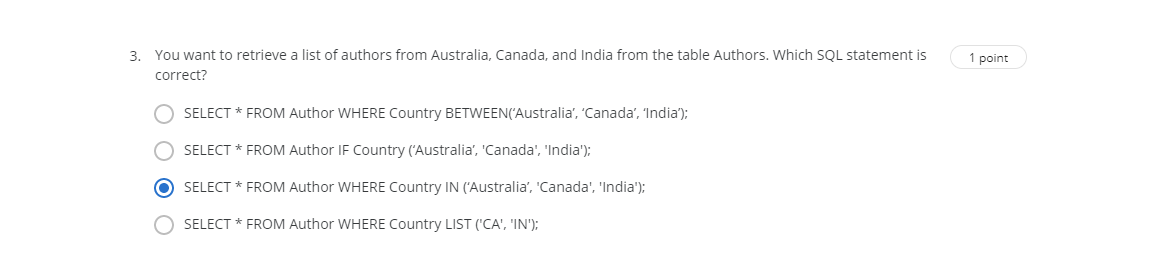 3. You want to retrieve a list of authors from Australia, Canada, and India from the table Authors. Which SQL statement is
correct?
1 point
SELECT * FROM Author WHERE Country BETWEEN(‘Australia’, ‘Canada’, ‘India’);
SELECT * FROM Author IF Country (‘Australia’, 'Canada', 'India');
SELECT * FROM Author WHERE Country IN (‘Australia’, 'Canada', 'India');
SELECT * FROM Author WHERE Country LIST ('CA', 'IN');